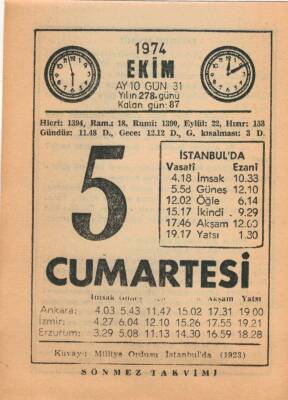 1974
EKİM
AY 10 GÜN 31
Yılın 278. günü
Kalan gün: 87
Hicri: 1394, Ram.: 18, Rumi: 1390, Eylül: 22, Hızır: 153
Gündüz: 11.48 D., Gece: 12.12 D., G. kısalması: 3 D.
5
İSTANBUL'DA
Vasatî Ezanî
4.18 İmsak 10.33
5.58 Güneş 12.10
12.02 Öğle 6.14
15.17 İkindi 9.29
17.46 Akşam 12.00
19.17 Yatsı 1.30
CUMARTESİ
İmsak Güneş Akşam Yatsı
Ankara: 4.03 5.43 11.47 15.02 17.31 19.00
İzmir: 4.27 6.04 12.10 15.26 17.55 19.21
Erzurum: 3.29 5.08 11.13 14.30 16.59 18.28
Kuvayı Milliye Ordusu İstanbul'da (1923)
SÖNMEZ TAKVİMİ